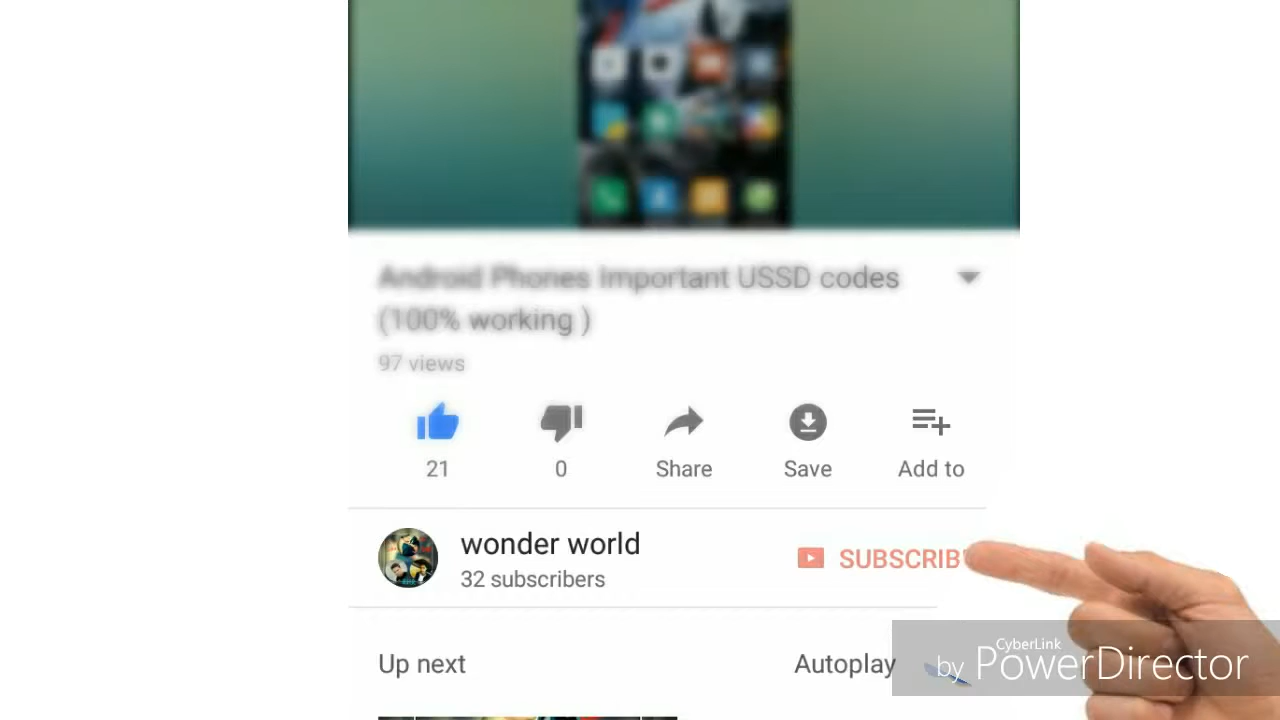 Android Phones Important USSD codes
(100% working )
97 views
21
0
Share
Save
Add to
wonder world
32 subscribers
SUBSCRIB
Up next
Autoplay
CyberLink
by PowerDirector